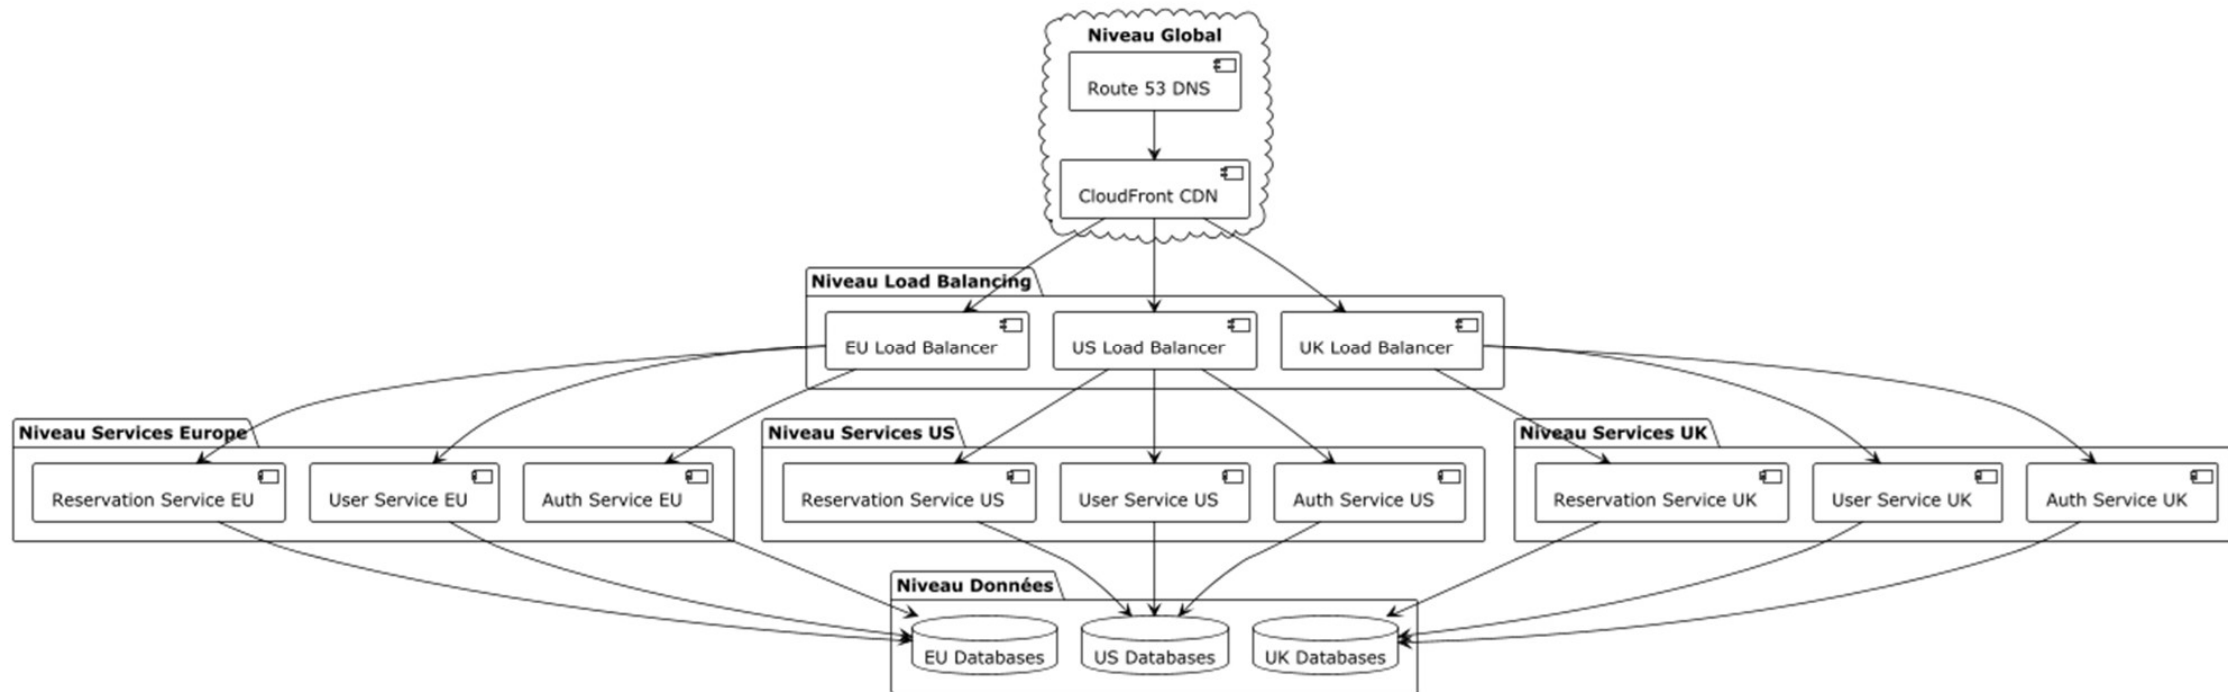 Niveau Global
Route 53 DNS
CloudFront CDN
Niveau Load Balancing
EU Load Balancer
US Load Balancer
UK Load Balancer
Niveau Services Europe
Reservation Service EU
User Service EU
Auth Service EU
Niveau Services US
Reservation Service US
User Service US
Auth Service US
Niveau Services UK
Reservation Service UK
User Service UK
Auth Service UK
Niveau Données
EU Databases
US Databases
UK Databases